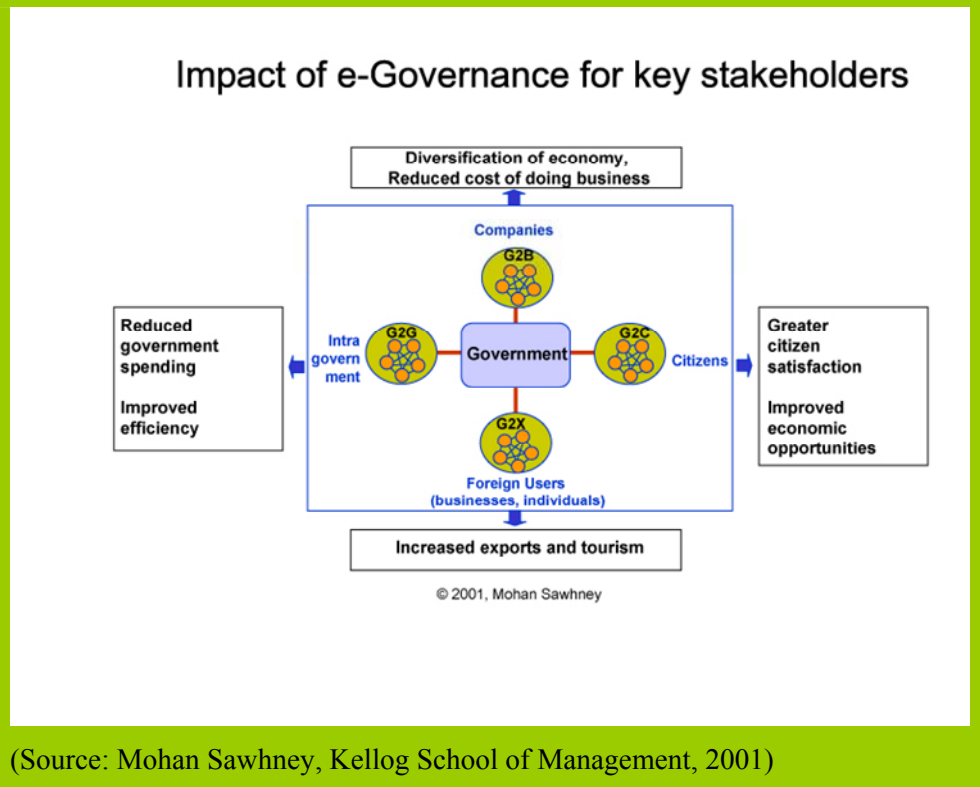 Impact of e-Governance for key stakeholders
Diversification of economy,
Reduced cost of doing business
Companies
G2B
Reduced
government
spending
Improved
efficiency
Intra
govern
ment
G2G
Government
G2C
Citizens
Greater
citizen
satisfaction
Improved
economic
opportunities
G2X
Foreign Users
(businesses, individuals)
Increased exports and tourism
© 2001, Mohan Sawhney
(Source: Mohan Sawhney, Kellog School of Management, 2001)